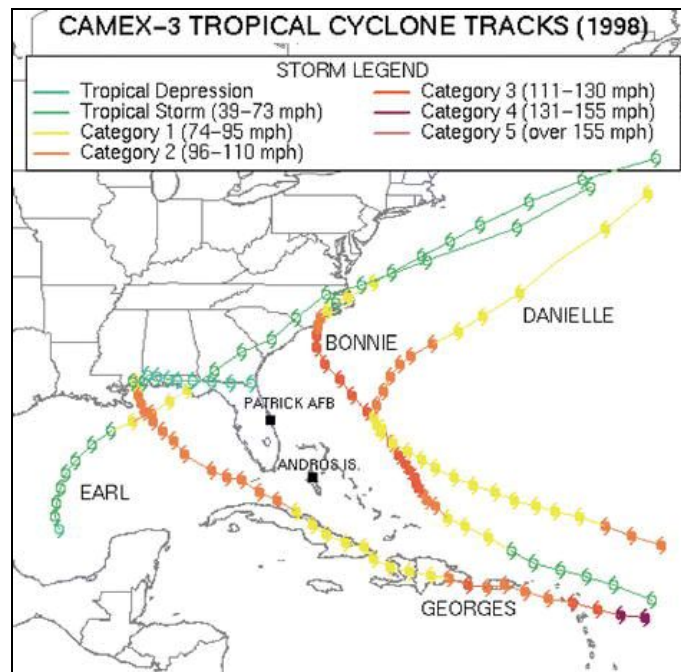 CAMEX-3 TROPICAL CYCLONE TRACKS (1998)
STORM LEGEND
Tropical Depression
Tropical Storm (39-73 mph)
Category 1 (74-95 mph)
Category 2 (96-110 mph)
Category 3 (111-130 mph)
Category 4 (131-155 mph)
Category 5 (over 155 mph)
DANIELLE
BONNIE
PATRICK AFB
ANDROS IS.
EARL
GEORGES